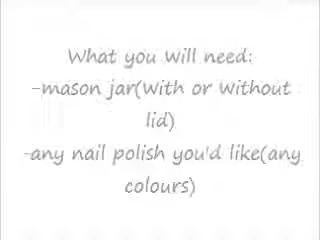 What you will need:
-mason jar(with or without
lid)
-any nail polish you'd like(any
colours)